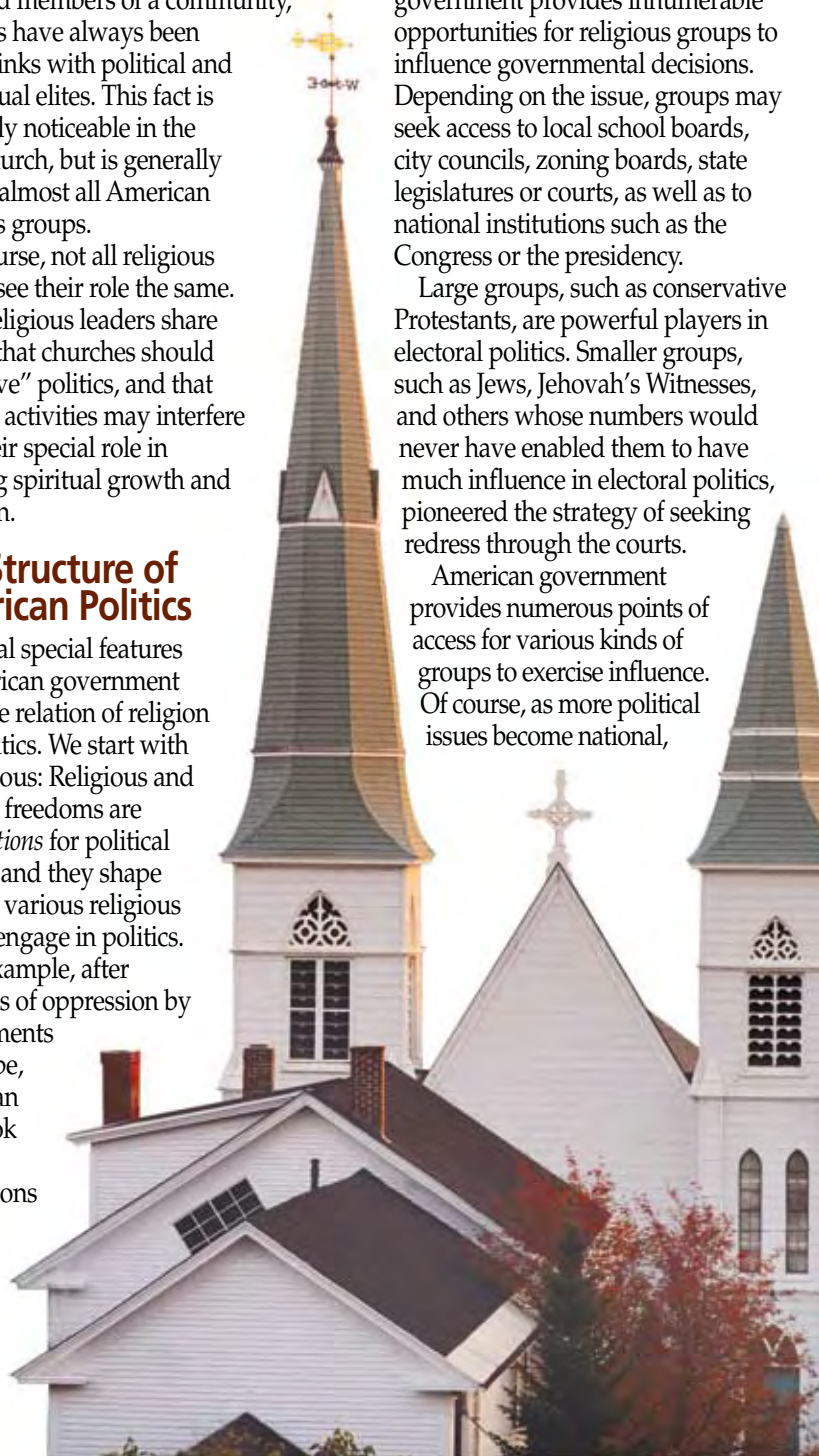 d members of a community,
s have always been
inks with political and
ual elites. This fact is
ly noticeable in the
urch, but is generally
almost all American
s groups.
urse, not all religious
see their role the same.
eligious leaders share
that churches should
ve” politics, and that
activities may interfere
eir special role in
g spiritual growth and
n.
Structure of
rican Politics
al special features
rican government
e relation of religion
tics. We start with
ous: Religious and
freedoms are
tions for political
and they shape
various religious
engage in politics.
xample, after
s of oppression by
ments
pe,
an
ok
ons
government provides innumerable
opportunities for religious groups to
influence governmental decisions.
Depending on the issue, groups may
seek access to local school boards,
city councils, zoning boards, state
legislatures or courts, as well as to
national institutions such as the
Congress or the presidency.
Large groups, such as conservative
Protestants, are powerful players in
electoral politics. Smaller groups,
such as Jews, Jehovah’s Witnesses,
and others whose numbers would
never have enabled them to have
much influence in electoral politics,
pioneered the strategy of seeking
redress through the courts.
American government
provides numerous points of
access for various kinds of
groups to exercise influence.
Of course, as more political
issues become national,